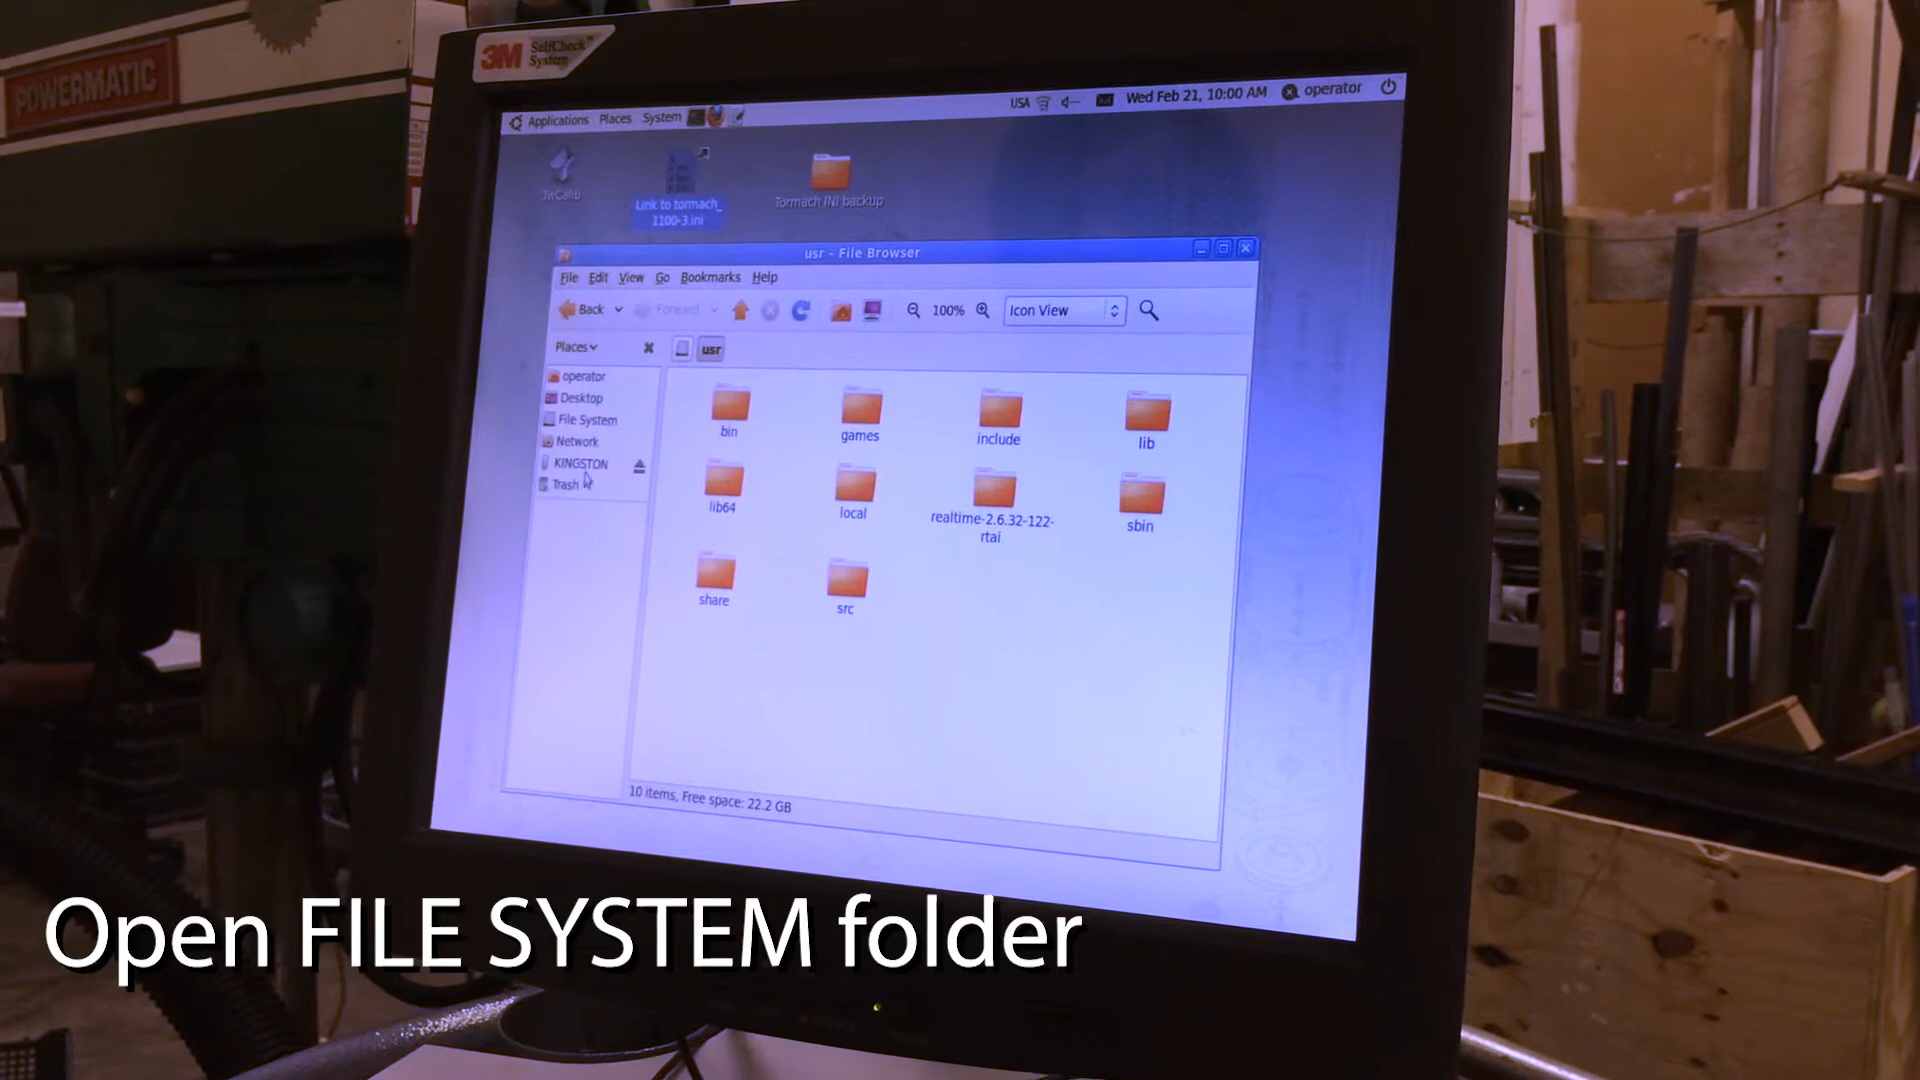 POWERMATIC
3M SelfCheck™
System
Applications Places System
USA
Wed Feb 21, 10:00 AM
operator
TwCalib
Link to tormach_
1100-3.ini
Tormach INI backup
usr - File Browser
File Edit View Go Bookmarks Help
Back Forward 100% Icon View
Places usr
operator
Desktop
File System
Network
KINGSTON
Trash
bin games include lib
lib64 local realtime-2.6.32-122-
rtai
sbin
share src
10 items, Free space: 22.2 GB
Open FILE SYSTEM folder